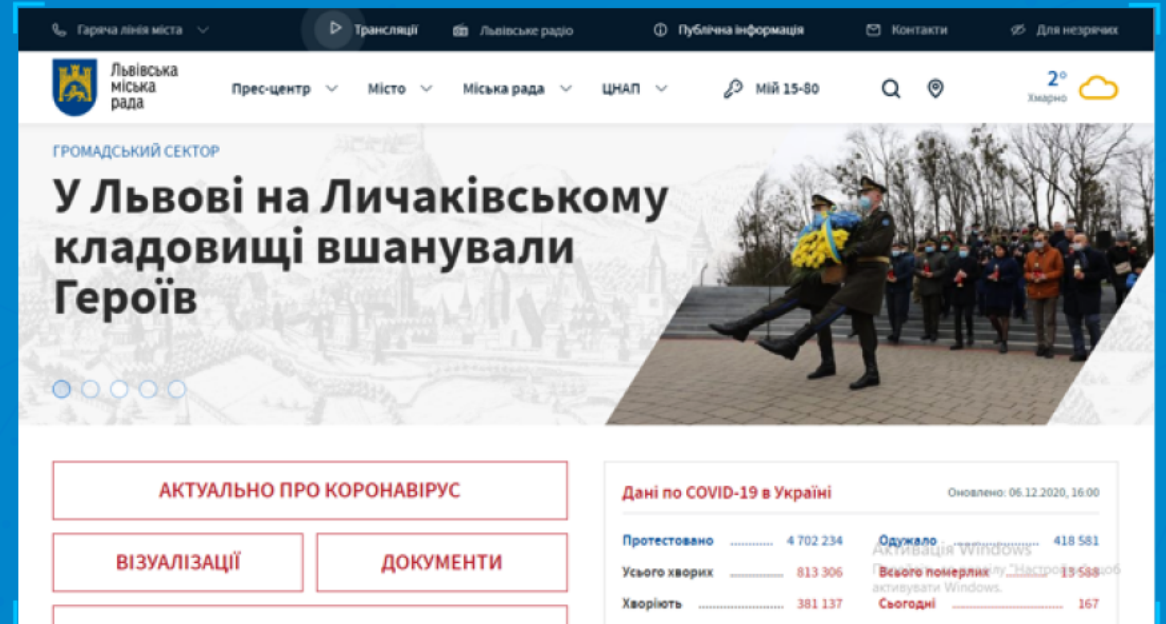 Гаряча лінія міста
Трансляції
Львівське радіо
Публічна інформація
Контакти
Для незрячих
Львівська
міська
рада
Прес-центр
Місто
Міська рада
ЦНАП
Мій 15-80
2°
Хмарно
ГРОМАДСЬКИЙ СЕКТОР
У Львові на Личаківському
кладовищі вшанували
Героїв
АКТУАЛЬНО ПРО КОРОНАВІРУС
ВІЗУАЛІЗАЦІЇ
ДОКУМЕНТИ
Дані по COVID-19 в Україні
Оновлено: 06.12.2020, 16:00
Протестовано 4 702 234
Усього хворих 813 306
Хворіють 381 137
Одужало 418 581
Всього померлих 13 588
Сьогодні 167
Активація Windows
"Настройки", щоб
активувати Windows.